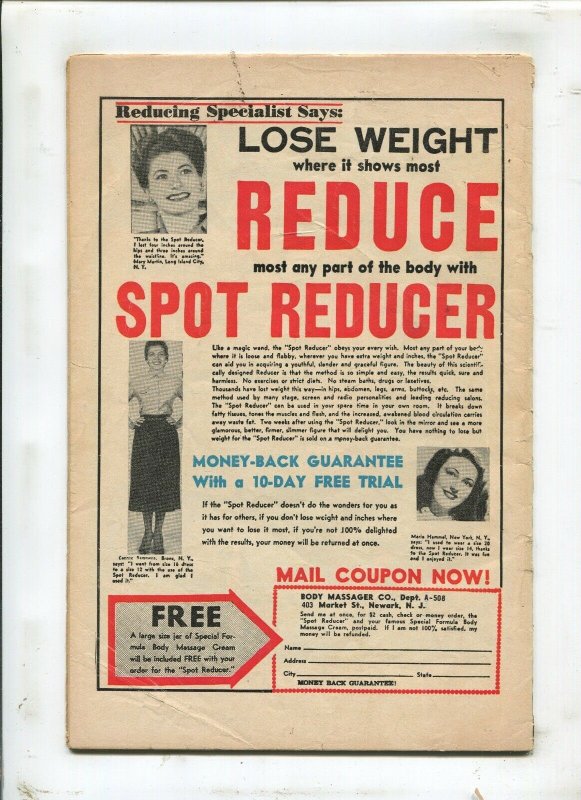 Reducing Specialist Says:
LOSE WEIGHT
where it shows most
REDUCE
most any part of the body with
SPOT REDUCER
"Thanks to the Spot Reducer,
I lost four inches around the
hips and three inches around
the waistline. It's amazing."
Mary Martin, Long Island City,
N. Y.
Like a magic wand, the "Spot Reducer" obeys your every wish. Most any part of your body
where it is loose and flabby, wherever you have extra weight and inches, the "Spot Reducer"
can aid you in acquiring a youthful, slender and graceful figure. The beauty of this scientifi-
cally designed Reducer is that the method is so simple and easy, the results quick, sure and
harmless. No exercises or strict diets. No steam baths, drugs or laxatives.
Thousands have lost weight this way—in hips, abdomen, legs, arms, buttocks, etc. The same
method used by many stage, screen and radio personalities and leading reducing salons.
The "Spot Reducer" can be used in your spare time in your own room. It breaks down
fatty tissues, tones the muscles and flesh, and the increased, awakened blood circulation carries
away waste fat. Two weeks after using the "Spot Reducer," look in the mirror and see a more
glamorous, better, firmer, slimmer figure that will delight you. You have nothing to lose but
weight for the "Spot Reducer" is sold on a money-back guarantee.
MONEY-BACK GUARANTEE
With a 10-DAY FREE TRIAL
If the "Spot Reducer" doesn't do the wonders for you as
it has for others, if you don't lose weight and inches where
you want to lose it most, if you're not 100% delighted
with the results, your money will be returned at once.
Bronx, N. Y.,
says: "I went from size 16 dress
to a size 12 with the use of the
Spot Reducer. I am glad I
used it."
Maria Hammel, New York, N. Y.,
says: "I used to wear a size 20
dress, now I wear size 14, thanks
to the Spot Reducer. It was fun
and I enjoyed it."
MAIL COUPON NOW!
FREE
A large size jar of Special For-
mula Body Massage Cream
will be included FREE with your
order for the "Spot Reducer."
BODY MASSAGER CO., Dept. A-508
403 Market St., Newark, N. J.
Send me at once, for $2 cash, check or money order, the
"Spot Reducer" and your famous Special Formula Body
Massage Cream, postpaid. If I am not 100% satisfied, my
money will be refunded.
Name
Address
City State
MONEY BACK GUARANTEE!